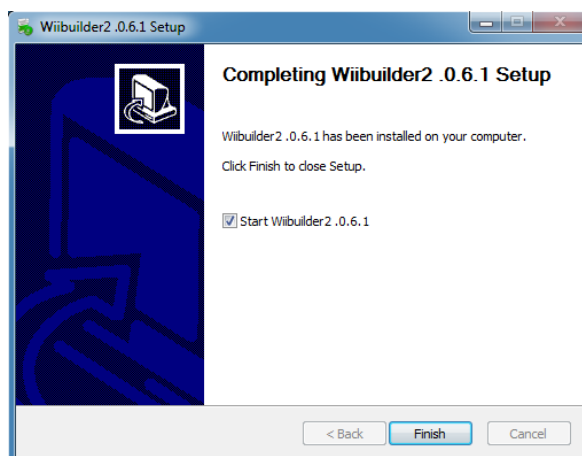 Wiibuilder2 .0.6.1 Setup
Completing Wiibuilder2 .0.6.1 Setup
Wiibuilder2 .0.6.1 has been installed on your computer.
Click Finish to close Setup.
Start Wiibuilder2 .0.6.1
< Back Finish Cancel